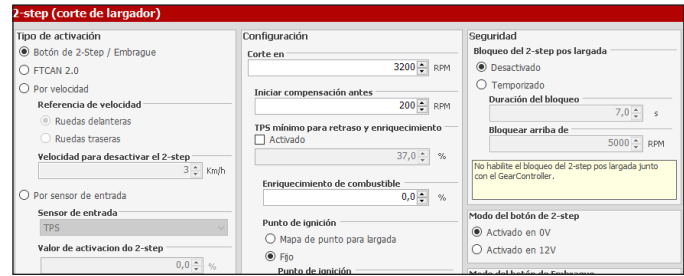 2-step (corte de largador)
Tipo de activación
Botón de 2-Step / Embrague
FTCAN 2.0
Por velocidad
Referencia de velocidad
Ruedas delanteras
Ruedas traseras
Velocidad para desactivar el 2-step
3 Km/h
Por sensor de entrada
Sensor de entrada
TPS
Valor de activacion do 2-step
0,0 %
Configuración
Corte en
3200 RPM
Iniciar compensación antes
200 RPM
TPS mínimo para retraso y enriquecimiento
Activado
37,0 %
Enriquecimiento de combustible
0,0 %
Punto de ignición
Mapa de punto para largada
Fijo
Punto de ignición
Seguridad
Bloqueo del 2-step pos largada
Desactivado
Temporizado
Duración del bloqueo
7,0 s
Bloquear arriba de
5000 RPM
No habilite el bloqueo del 2-step pos largada junto
con el GearController.
Modo del botón de 2-step
Activado en 0V
Activado en 12V
Modo del botón de Embrague